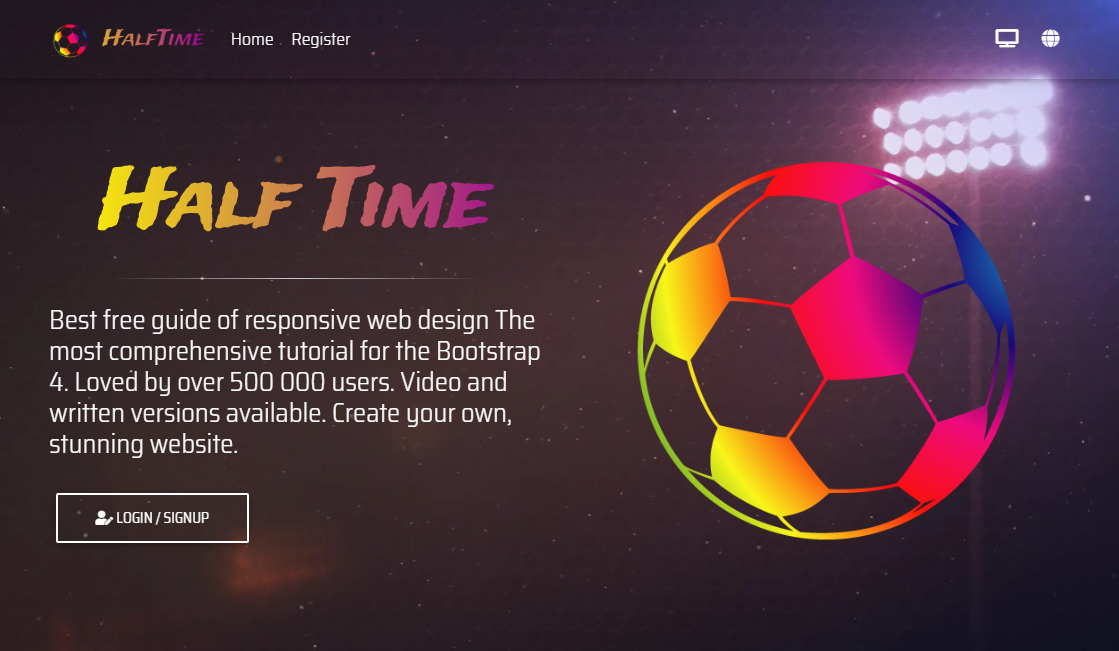 HALFTIME Home Register
HALF TIME
Best free guide of responsive web design The
most comprehensive tutorial for the Bootstrap
4. Loved by over 500 000 users. Video and
written versions available. Create your own,
stunning website.
LOGIN / SIGNUP